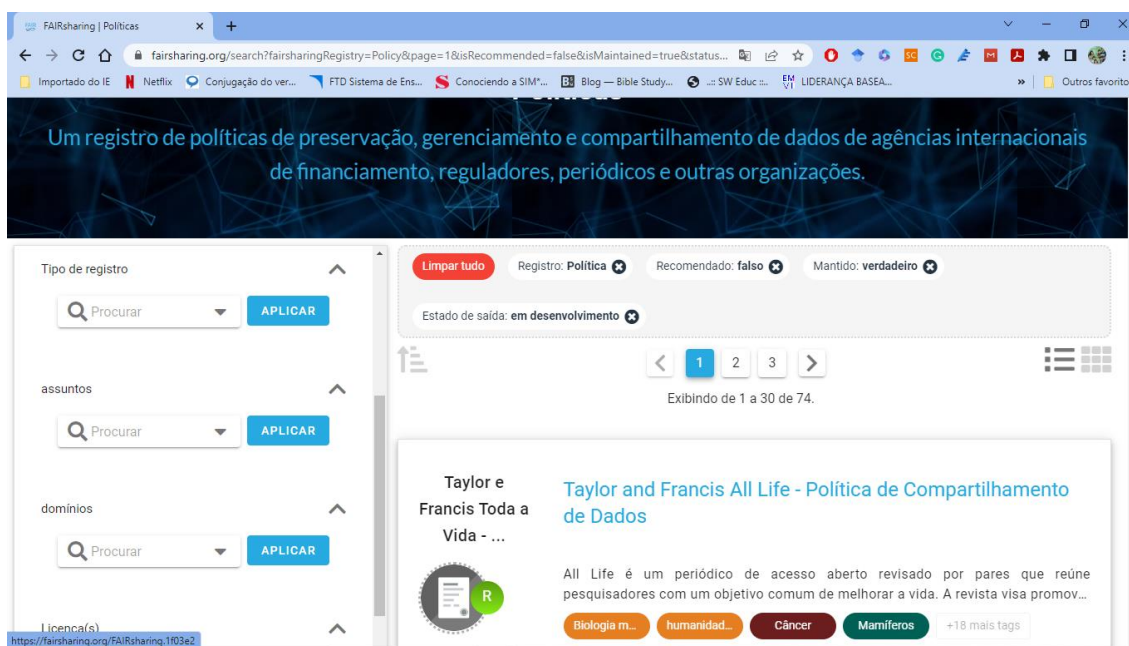 FAIRsharing | Políticas
fairsharing.org/search?fairsharingRegistry=Policy&page=1&isRecommended=false&isMaintained=true&status...
Importado do IE Netflix Conjugação do ver... FTD Sistema de Ens... Conociendo a SIM"... Blog — Bible Study... ..:: SW Educ ::.. LIDERANÇA BASEA... » Outros favorito
Políticas
Um registro de políticas de preservação, gerenciamento e compartilhamento de dados de agências internacionais
de financiamento, reguladores, periódicos e outras organizações.
Tipo de registro
Procurar APLICAR
assuntos
Procurar APLICAR
domínios
Procurar APLICAR
Licença(s)
https://fairsharing.org/FAIRsharing.1f03e2
Limpar tudo Registro: Política Recomendado: falso Mantido: verdadeiro
Estado de saída: em desenvolvimento
1 2 3
Exibindo de 1 a 30 de 74.
Taylor e
Francis Toda a
Vida - ...
R
Taylor and Francis All Life - Política de Compartilhamento
de Dados
All Life é um periódico de acesso aberto revisado por pares que reúne
pesquisadores com um objetivo comum de melhorar a vida. A revista visa promov...
Biologia m... humanidad... Câncer Mamíferos +18 mais tags